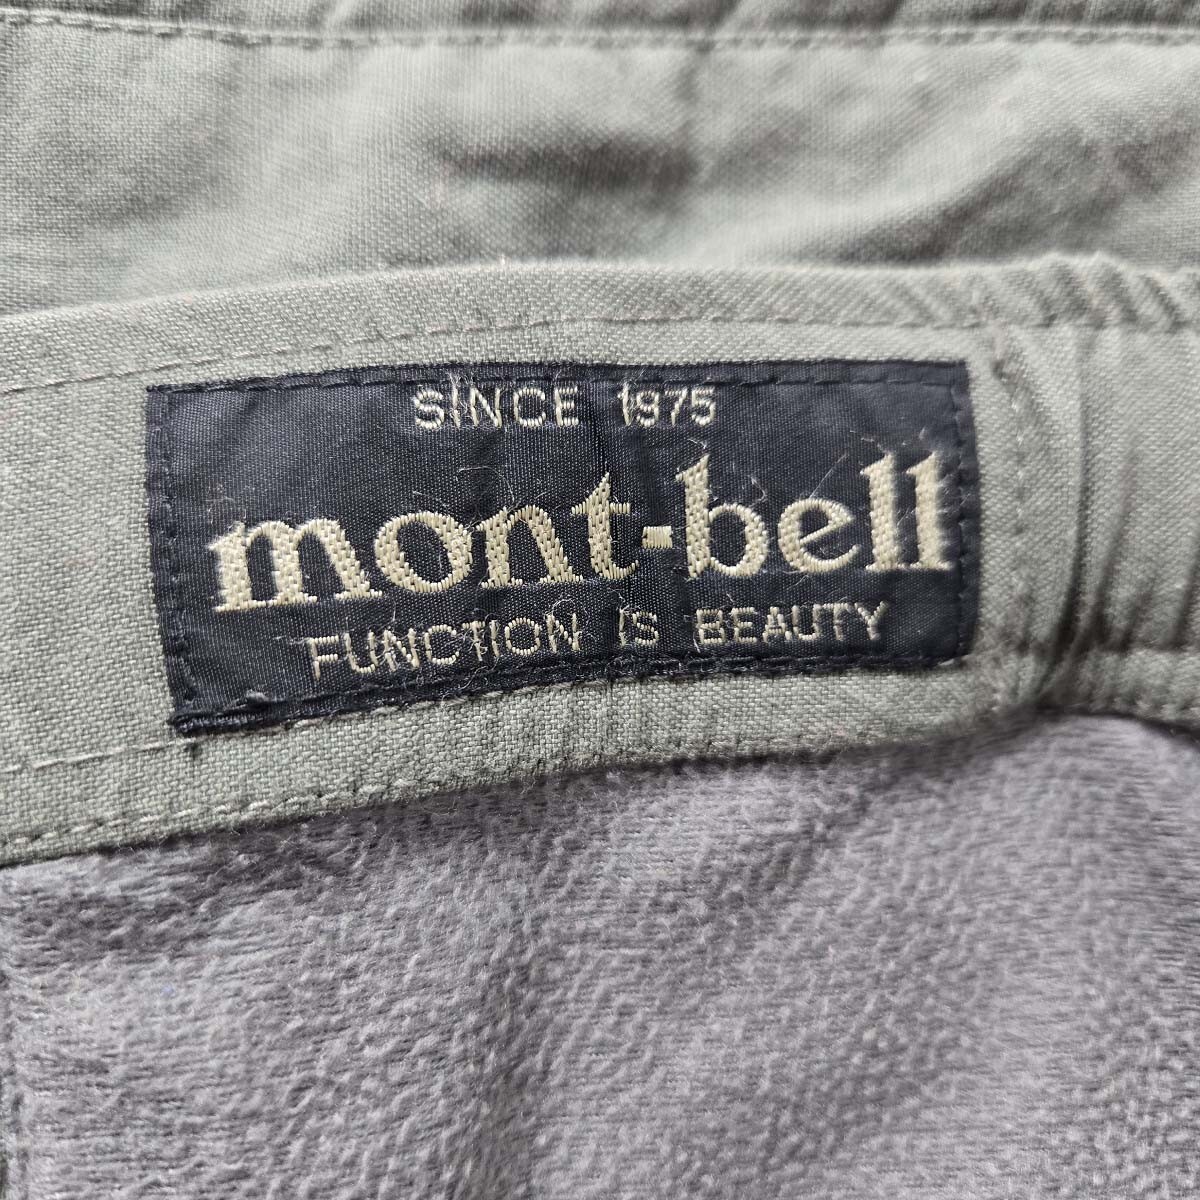 SINCE 1975
mont-bell
FUNCTION IS BEAUTY